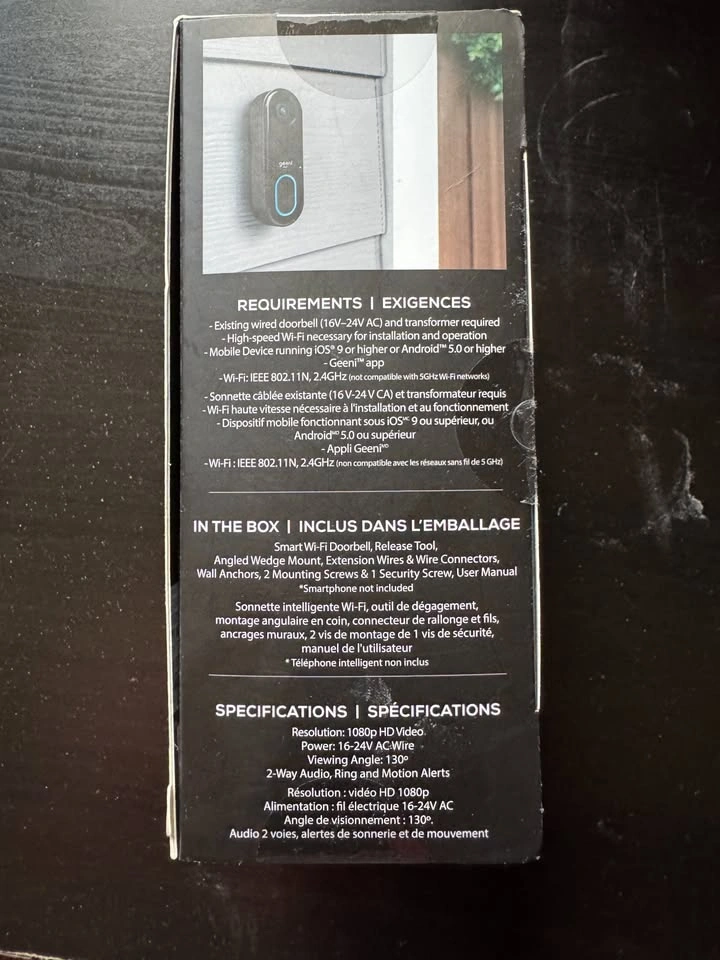 geeni
REQUIREMENTS | EXIGENCES
- Existing wired doorbell (16V–24V AC) and transformer required
- High-speed Wi-Fi necessary for installation and operation
- Mobile Device running iOS® 9 or higher or Android™ 5.0 or higher
- Geeni™ app
- Wi-Fi: IEEE 802.11N, 2.4GHz (not compatible with 5GHz Wi-Fi networks)
- Sonnette câblée existante (16 V-24 V CA) et transformateur requis
- Wi-Fi haute vitesse nécessaire à l'installation et au fonctionnement
- Dispositif mobile fonctionnant sous iOSᴹᶜ 9 ou supérieur, ou
Androidᴹᴰ 5.0 ou supérieur
- Appli Geeniᴹᴰ
- Wi-Fi : IEEE 802.11N, 2.4GHz (non compatible avec les réseaux sans fil de 5 GHz)
IN THE BOX | INCLUS DANS L'EMBALLAGE
Smart Wi-Fi Doorbell, Release Tool,
Angled Wedge Mount, Extension Wires & Wire Connectors,
Wall Anchors, 2 Mounting Screws & 1 Security Screw, User Manual
*Smartphone not included
Sonnette intelligente Wi-Fi, outil de dégagement,
montage angulaire en coin, connecteur de rallonge et fils,
ancrages muraux, 2 vis de montage de 1 vis de sécurité,
manuel de l'utilisateur
* Téléphone intelligent non inclus
SPECIFICATIONS | SPÉCIFICATIONS
Resolution: 1080p HD Video
Power: 16-24V AC Wire
Viewing Angle: 130º
2-Way Audio, Ring and Motion Alerts
Résolution : vidéo HD 1080p
Alimentation : fil électrique 16-24V AC
Angle de visionnement : 130º.
Audio 2 voies, alertes de sonnerie et de mouvement